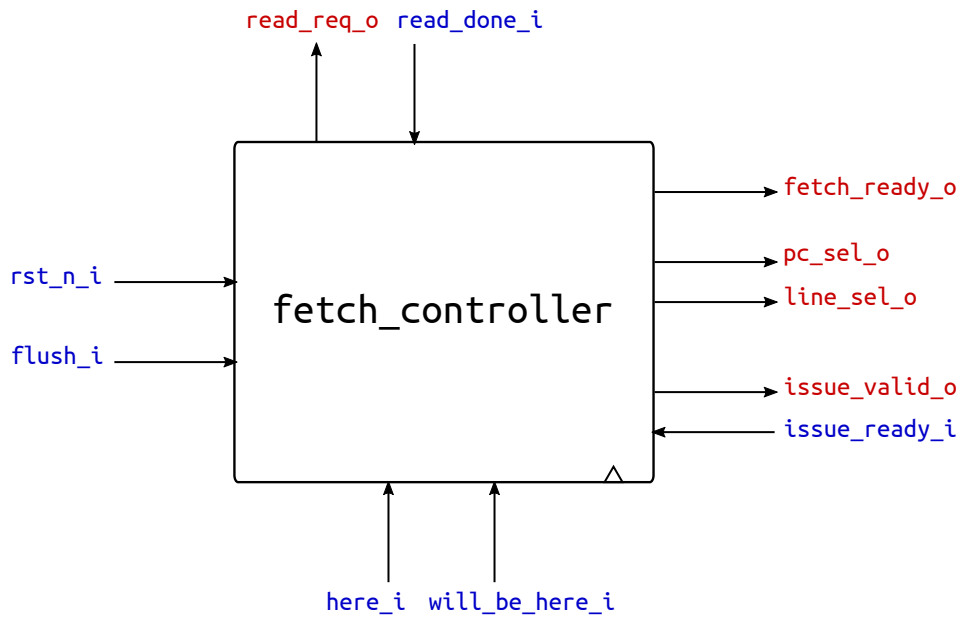 read_req_o read_done_i
fetch_ready_o
pc_sel_o
rst_n_i
line_sel_o
fetch_controller
flush_i
issue_valid_o
issue_ready_i
here_i will_be_here_i